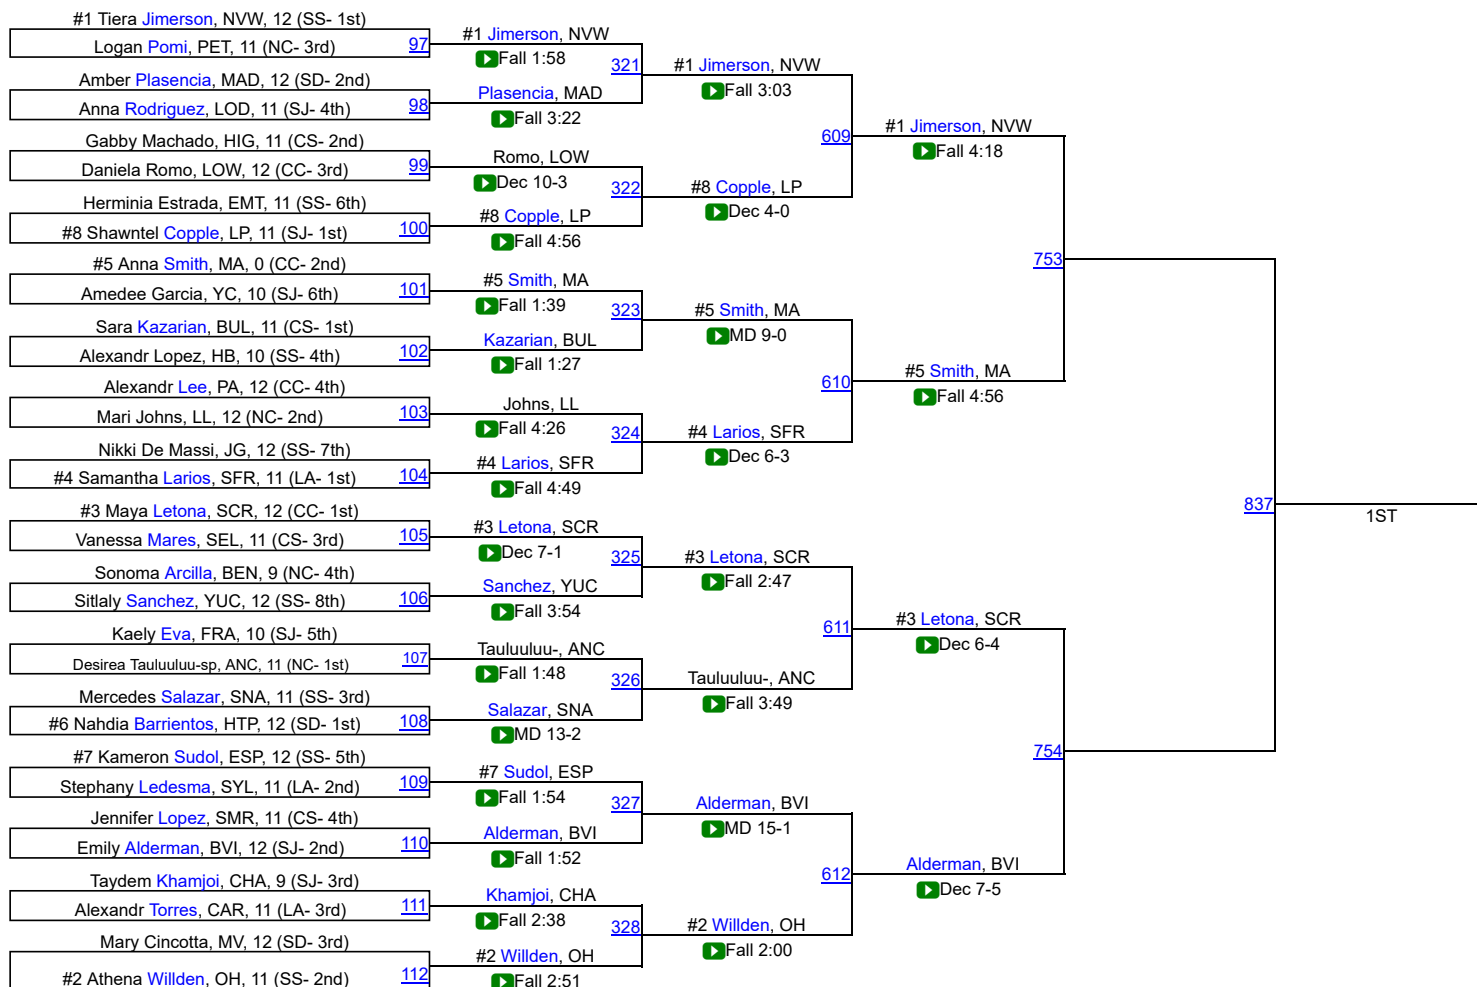 #1 Tiera Jimerson, NVW, 12 (SS- 1st)
Logan Pomi, PET, 11 (NC- 3rd)
97
Amber Plasencia, MAD, 12 (SD- 2nd)
Anna Rodriguez, LOD, 11 (SJ- 4th)
98
Gabby Machado, HIG, 11 (CS- 2nd)
Daniela Romo, LOW, 12 (CC- 3rd)
99
Herminia Estrada, EMT, 11 (SS- 6th)
#8 Shawntel Copple, LP, 11 (SJ- 1st)
100
#5 Anna Smith, MA, 0 (CC- 2nd)
Amedee Garcia, YC, 10 (SJ- 6th)
101
Sara Kazarian, BUL, 11 (CS- 1st)
Alexandr Lopez, HB, 10 (SS- 4th)
102
Alexandr Lee, PA, 12 (CC- 4th)
Mari Johns, LL, 12 (NC- 2nd)
103
Nikki De Massi, JG, 12 (SS- 7th)
#4 Samantha Larios, SFR, 11 (LA- 1st)
104
#3 Maya Letona, SCR, 12 (CC- 1st)
Vanessa Mares, SEL, 11 (CS- 3rd)
105
Sonoma Arcilla, BEN, 9 (NC- 4th)
Sitlaly Sanchez, YUC, 12 (SS- 8th)
106
Kaely Eva, FRA, 10 (SJ- 5th)
Desirea Tauluuluu-sp, ANC, 11 (NC- 1st)
107
Mercedes Salazar, SNA, 11 (SS- 3rd)
#6 Nahdia Barrientos, HTP, 12 (SD- 1st)
108
#7 Kameron Sudol, ESP, 12 (SS- 5th)
Stephany Ledesma, SYL, 11 (LA- 2nd)
109
Jennifer Lopez, SMR, 11 (CS- 4th)
Emily Alderman, BVI, 12 (SJ- 2nd)
110
Taydem Khamjoi, CHA, 9 (SJ- 3rd)
Alexandr Torres, CAR, 11 (LA- 3rd)
111
Mary Cincotta, MV, 12 (SD- 3rd)
#2 Athena Willden, OH, 11 (SS- 2nd)
112
#1 Jimerson, NVW
Fall 1:58
321
Plasencia, MAD
Fall 3:22
Romo, LOW
Dec 10-3
322
#8 Copple, LP
Fall 4:56
#5 Smith, MA
Fall 1:39
323
Kazarian, BUL
Fall 1:27
Johns, LL
Fall 4:26
324
#4 Larios, SFR
Fall 4:49
#3 Letona, SCR
Dec 7-1
325
Sanchez, YUC
Fall 3:54
Tauluuluu-, ANC
Fall 1:48
326
Salazar, SNA
MD 13-2
#7 Sudol, ESP
Fall 1:54
327
Alderman, BVI
Fall 1:52
Khamjoi, CHA
Fall 2:38
328
#2 Willden, OH
Fall 2:51
#1 Jimerson, NVW
Fall 3:03
609
#8 Copple, LP
Dec 4-0
#5 Smith, MA
MD 9-0
610
#4 Larios, SFR
Dec 6-3
#3 Letona, SCR
Fall 2:47
611
Tauluuluu-, ANC
Fall 3:49
Alderman, BVI
MD 15-1
612
#2 Willden, OH
Fall 2:00
#1 Jimerson, NVW
Fall 4:18
753
#5 Smith, MA
Fall 4:56
#3 Letona, SCR
Dec 6-4
754
Alderman, BVI
Dec 7-5
837
1ST